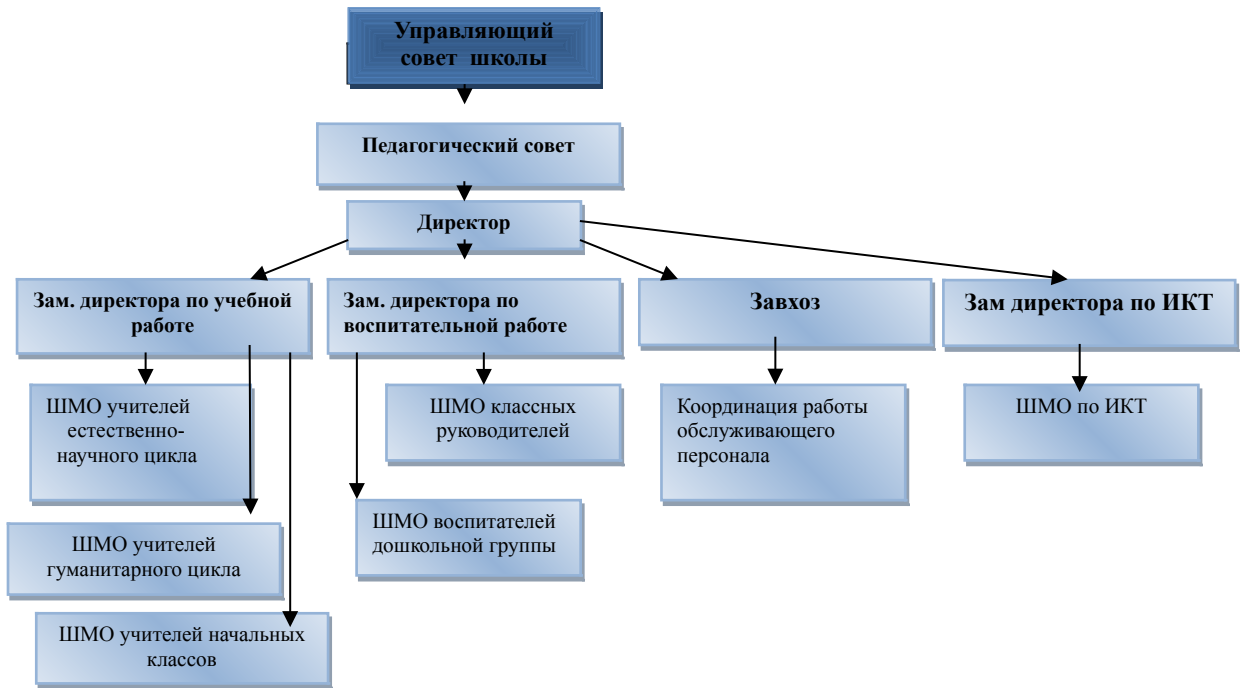 Управляющий
совет школы
Педагогический совет
Директор
Зам. директора по учебной
работе
Зам. директора по
воспитательной работе
Завхоз
Зам директора по ИКТ
ШМО учителей
естественно-
научного цикла
ШМО классных
руководителей
Координация работы
обслуживающего
персонала
ШМО по ИКТ
ШМО воспитателей
дошкольной группы
ШМО учителей
гуманитарного цикла
ШМО учителей начальных
классов